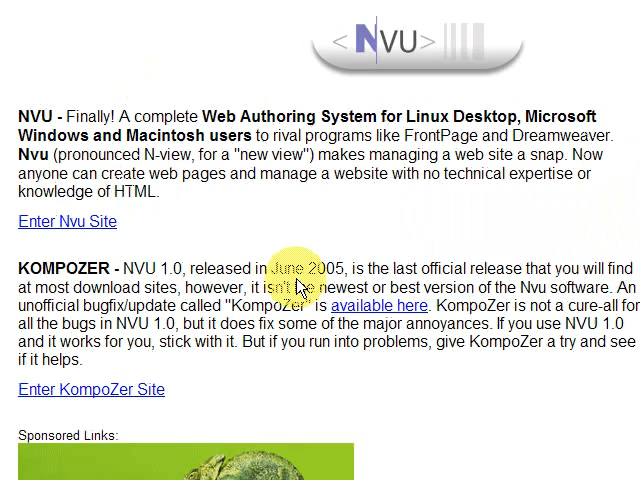 <NVU>
NVU - Finally! A complete Web Authoring System for Linux Desktop, Microsoft
Windows and Macintosh users to rival programs like FrontPage and Dreamweaver.
Nvu (pronounced N-view, for a "new view") makes managing a web site a snap. Now
anyone can create web pages and manage a website with no technical expertise or
knowledge of HTML.
Enter Nvu Site
KOMPOZER - NVU 1.0, released in June 2005, is the last official release that you will find
at most download sites, however, it isn't the newest or best version of the Nvu software. An
unofficial bugfix/update called "KompoZer" is available here. KompoZer is not a cure-all for
all the bugs in NVU 1.0, but it does fix some of the major annoyances. If you use NVU 1.0
and it works for you, stick with it. But if you run into problems, give KompoZer a try and see
if it helps.
Enter KompoZer Site
Sponsored Links: